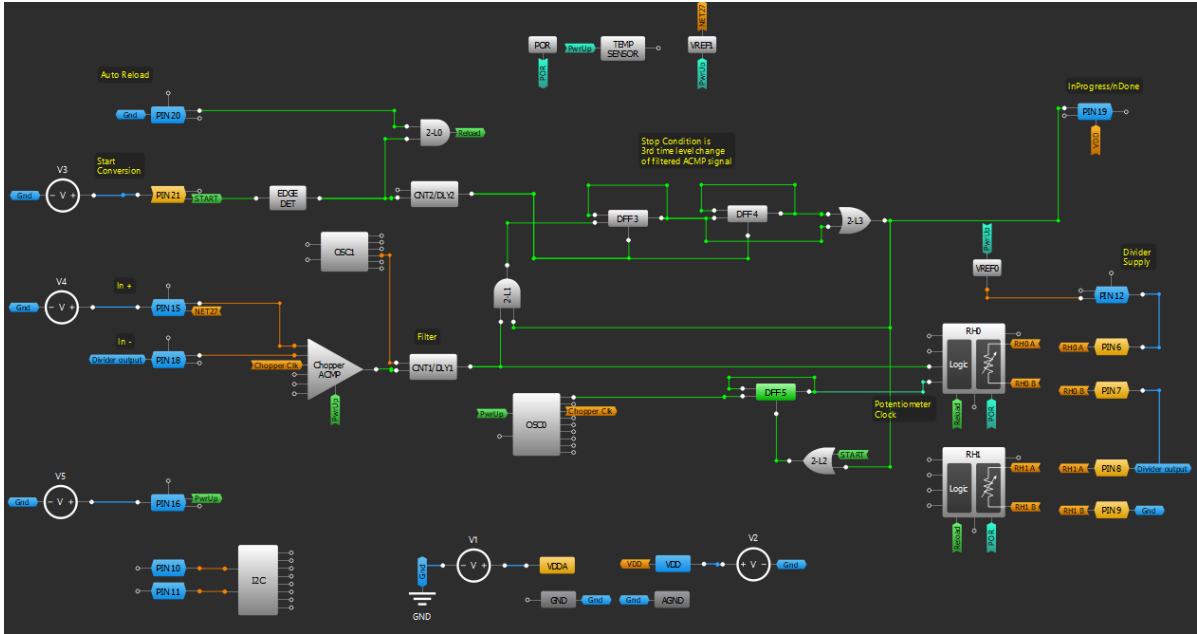 NET27
VREF1
PwrUp
POR
POR
PwrUp
TEMP
SENSOR
Auto Reload
Gnd
PIN 20
2-L0
Reload
InProgress/nDone
PIN 19
VDD
Stop Condition is
3rd time level change
of filtered ACMP signal
V3
Start
Conversion
Gnd
- V +
PIN 21
START
EDGE
DET
CNT2/DLY2
DFF 3
DFF 4
2-L3
OSC1
PwrUp
VREF0
Divider
Supply
PIN 12
V4
In +
Gnd
- V +
PIN 15
NET27
2-L1
In -
Divider output
PIN 18
Chopper Clk
Chopper
ACMP
PwrUp
Filter
CNT1/DLY1
RH0
Logic
RH0 A
RH0 B
Reload
POR
RH0 A
PIN 6
RH0 B
PIN 7
DFF 5
Potentiometer
Clock
PwrUp
OSC0
Chopper Clk
START
2-L2
RH1
Logic
RH1 A
RH1 B
Reload
POR
RH1 A
PIN 8
Divider output
RH1 B
PIN 9
Gnd
V5
Gnd
- V +
PIN 16
PwrUp
PIN 10
PIN 11
I2C
V1
Gnd
- V +
VDDA
GND
V2
VDD
VDD
+ V -
Gnd
GND
Gnd
Gnd
AGND